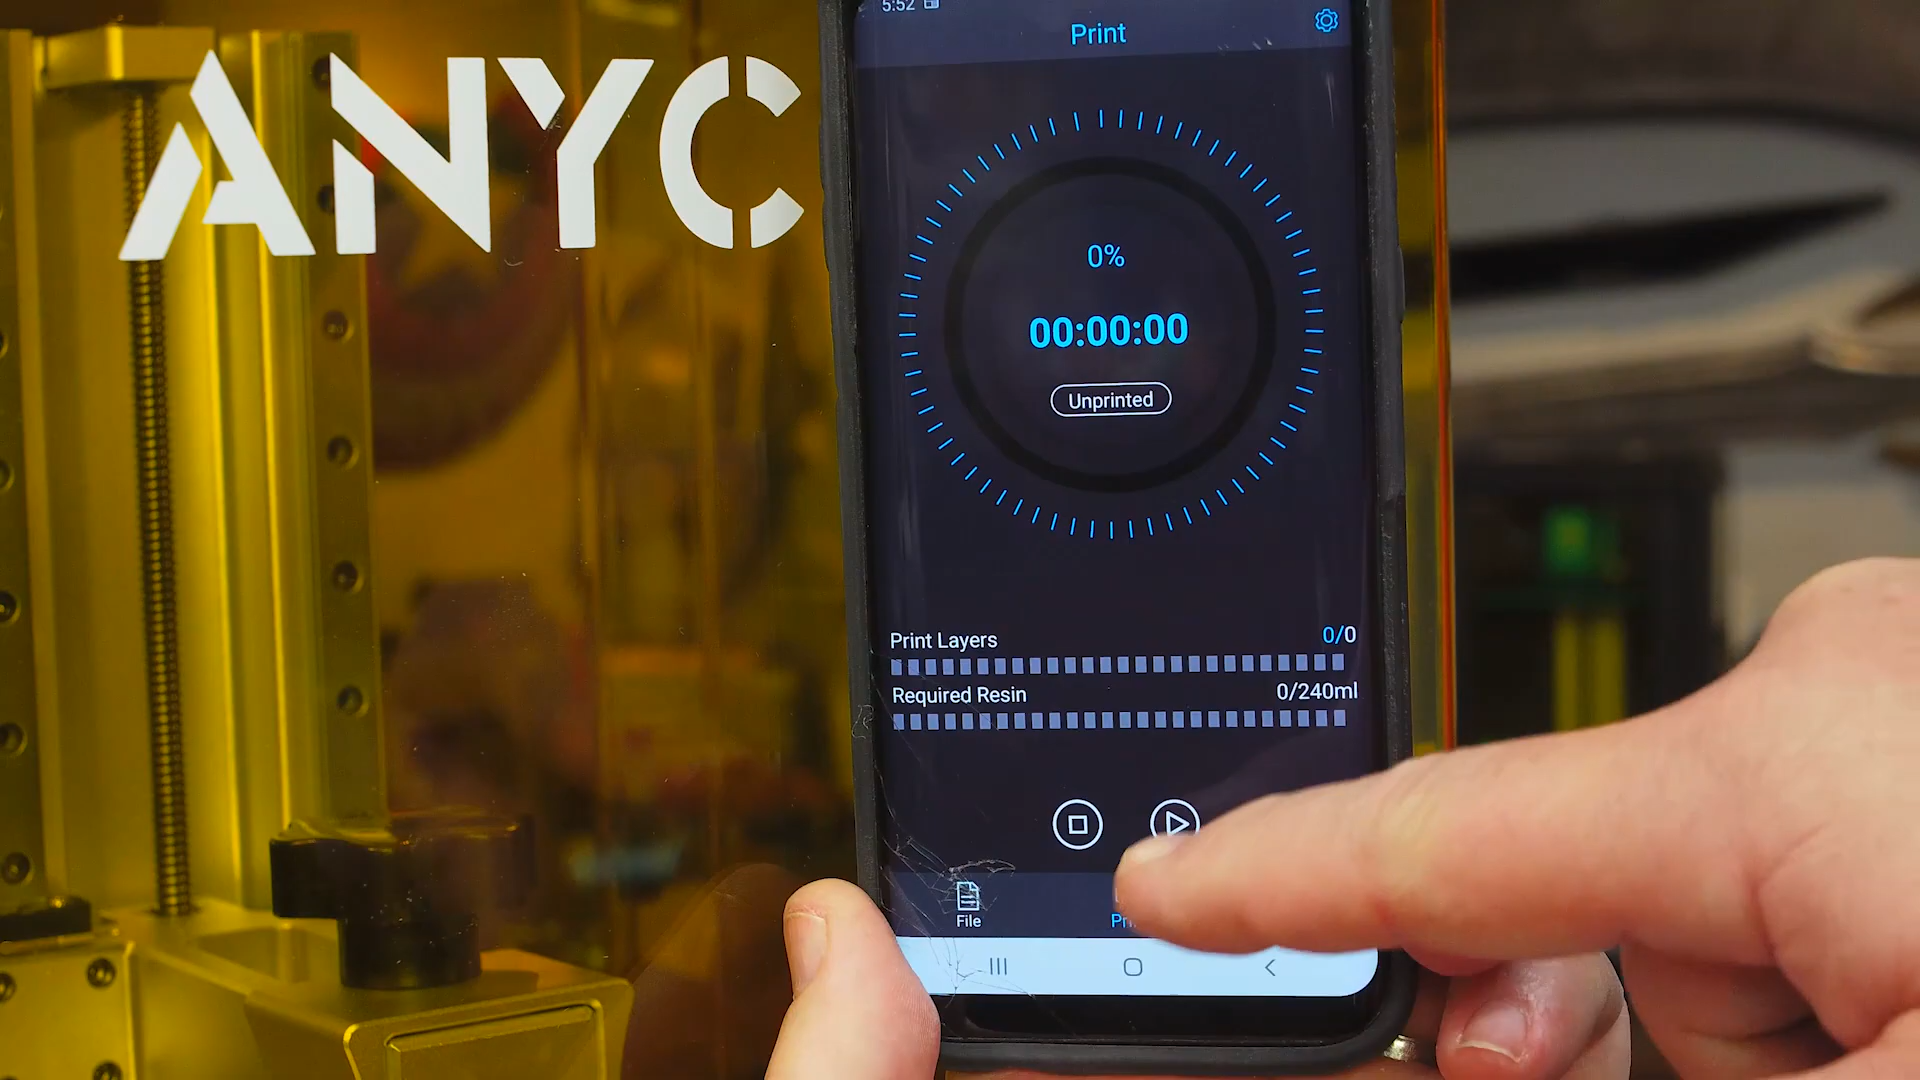 ANYC
5:52
Print
0%
00:00:00
Unprinted
Print Layers 0/0
Required Resin 0/240ml
File